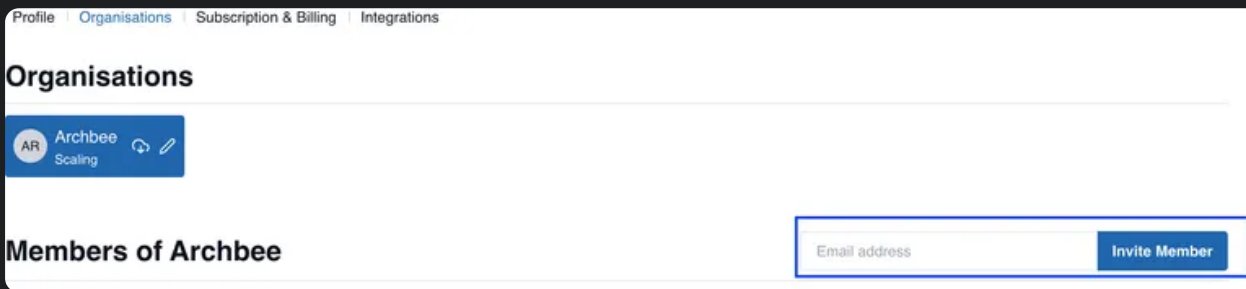 Profile Organisations Subscription & Billing Integrations
Organisations
AR Archbee
Scaling
Members of Archbee
Email address Invite Member